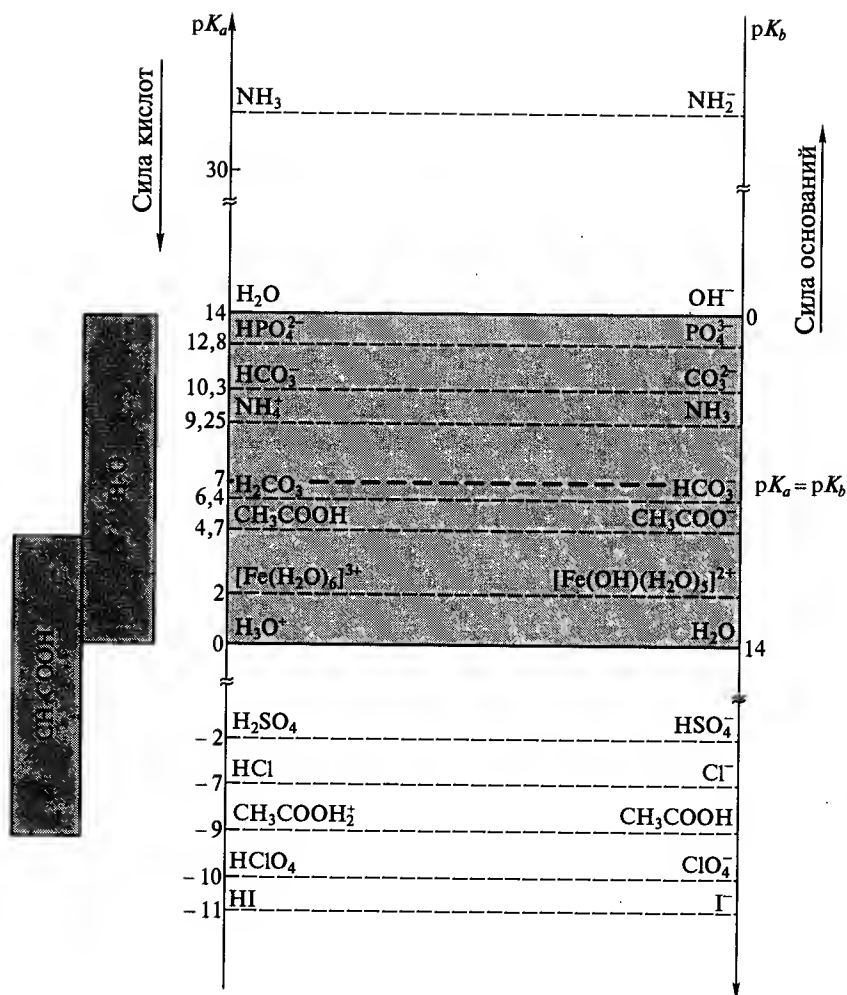 pKₐ pK_b
Сила кислот
NH₃ NH₂⁻
30
Сила оснований
H₂O OH⁻
14 0
HPO₄²⁻ PO₄³⁻
12,8
HCO₃⁻ CO₃²⁻
10,3
NH₄⁺ NH₃
9,25
H₂O
7 pKₐ = pK_b
H₂CO₃ HCO₃⁻
6,4
CH₃COOH CH₃COO⁻
4,7
[Fe(H₂O)₆]³⁺ [Fe(OH)(H₂O)₅]²⁺
2
H₃O⁺ H₂O
0 14
CH₃COOH
H₂SO₄ HSO₄⁻
–2
HCl Cl⁻
–7
CH₃COOH₂⁺ CH₃COOH
–9
HClO₄ ClO₄⁻
–10
HI I⁻
–11